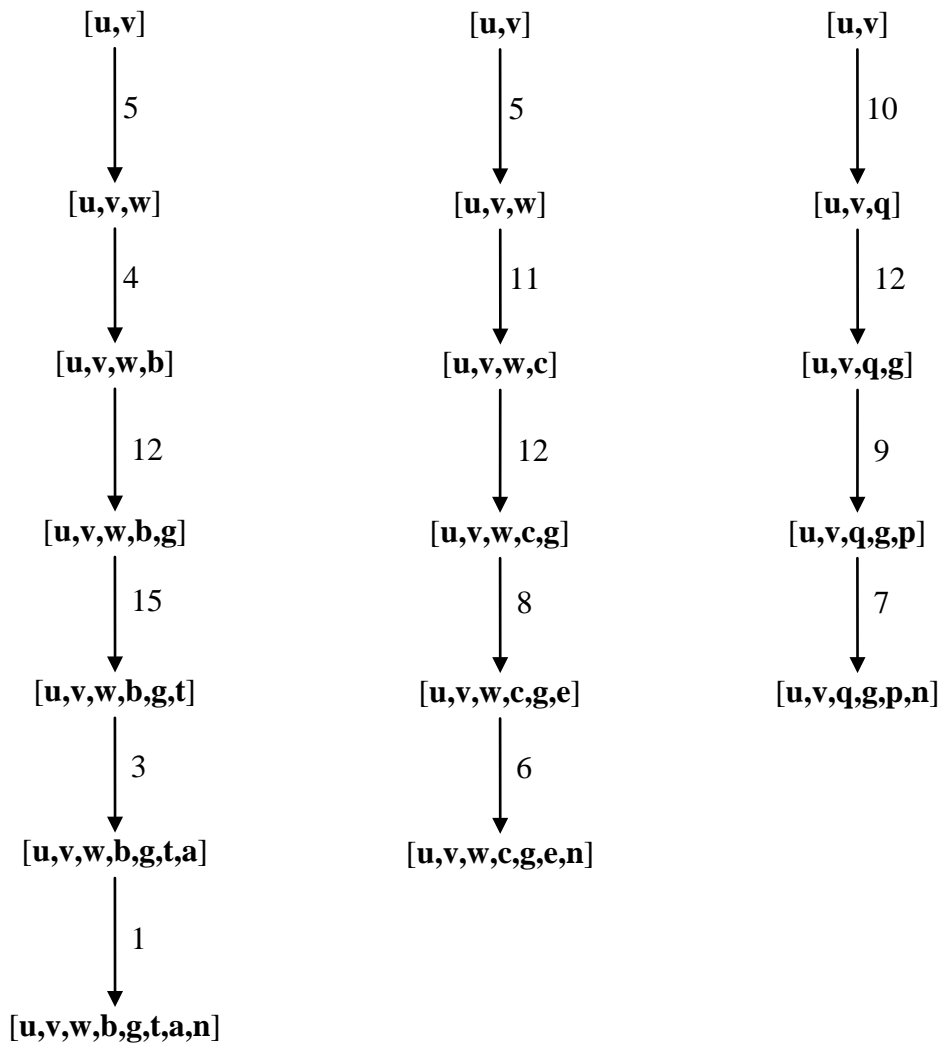 [u,v] [u,v] [u,v]
5 5 10
[u,v,w] [u,v,w] [u,v,q]
4 11 12
[u,v,w,b] [u,v,w,c] [u,v,q,g]
12 12 9
[u,v,w,b,g] [u,v,w,c,g] [u,v,q,g,p]
15 8 7
[u,v,w,b,g,t] [u,v,w,c,g,e] [u,v,q,g,p,n]
3 6
[u,v,w,b,g,t,a] [u,v,w,c,g,e,n]
1
[u,v,w,b,g,t,a,n]